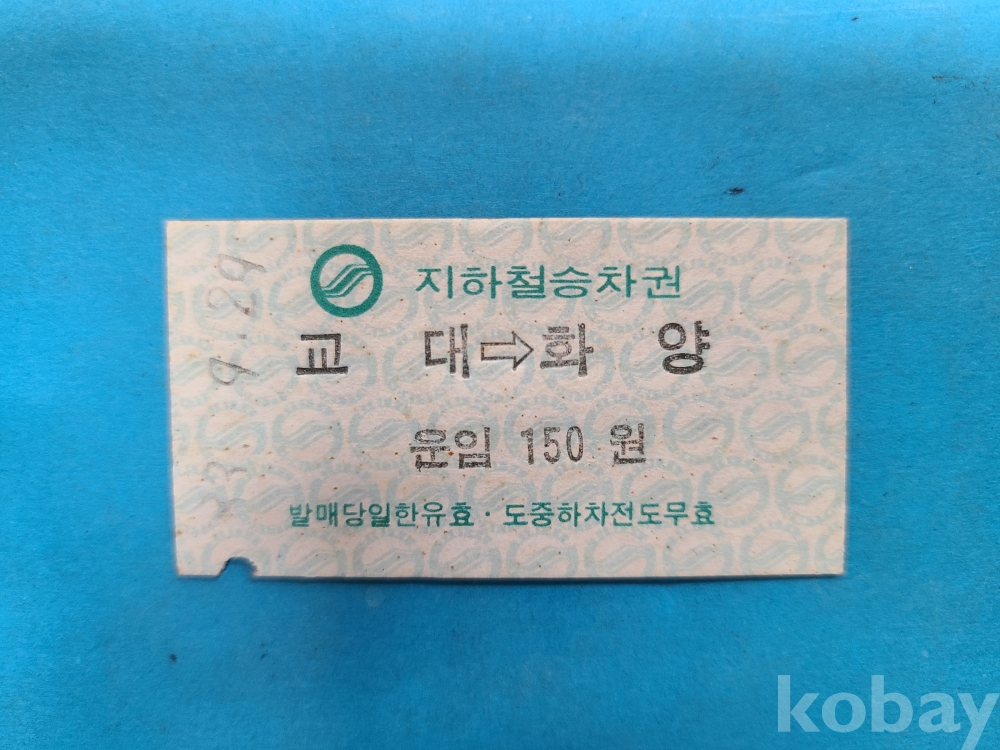 지하철승차권
교 대⇨화 양
운임 150 원
발매당일한유효 · 도중하차전도무효
kobay